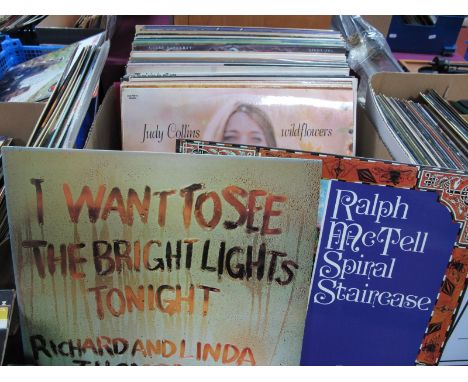 Judy Collins wildflowers
I WANT TO SEE
THE BRIGHT LIGHTS
TONIGHT
RICHARD AND LINDA
Ralph
McTell
Spiral
Staircase